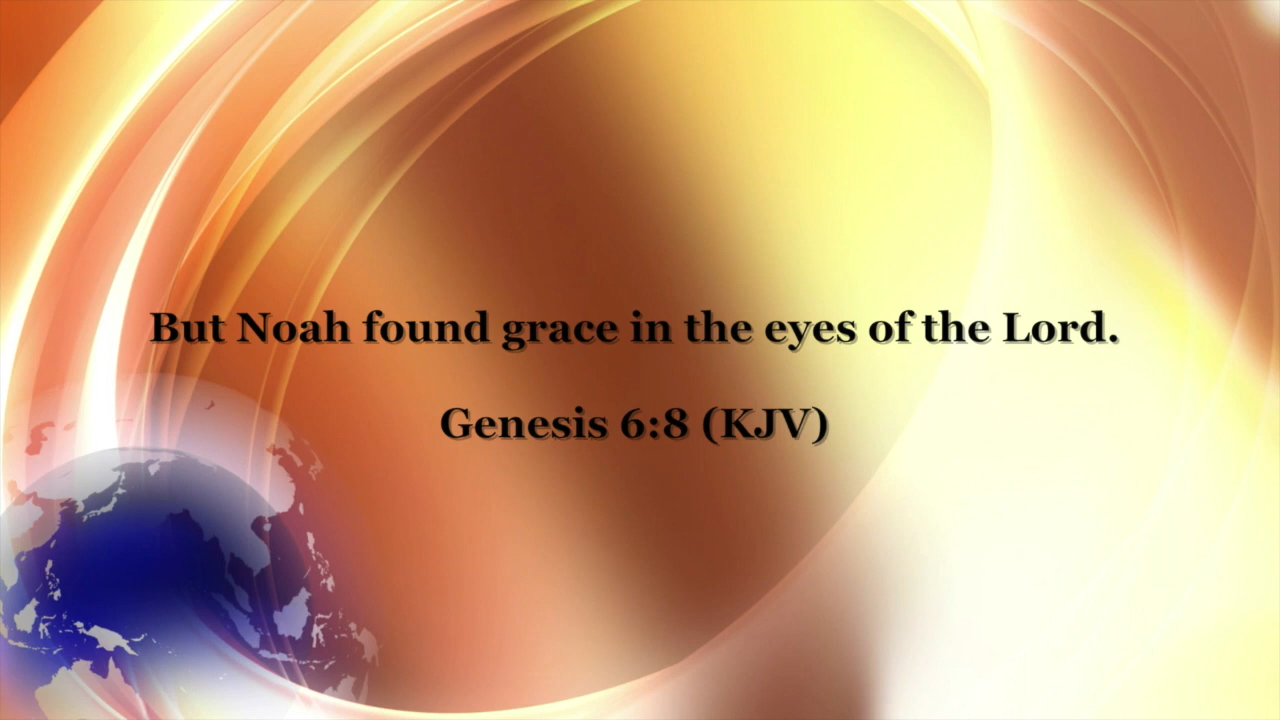 But Noah found grace in the eyes of the Lord.
Genesis 6:8 (KJV)